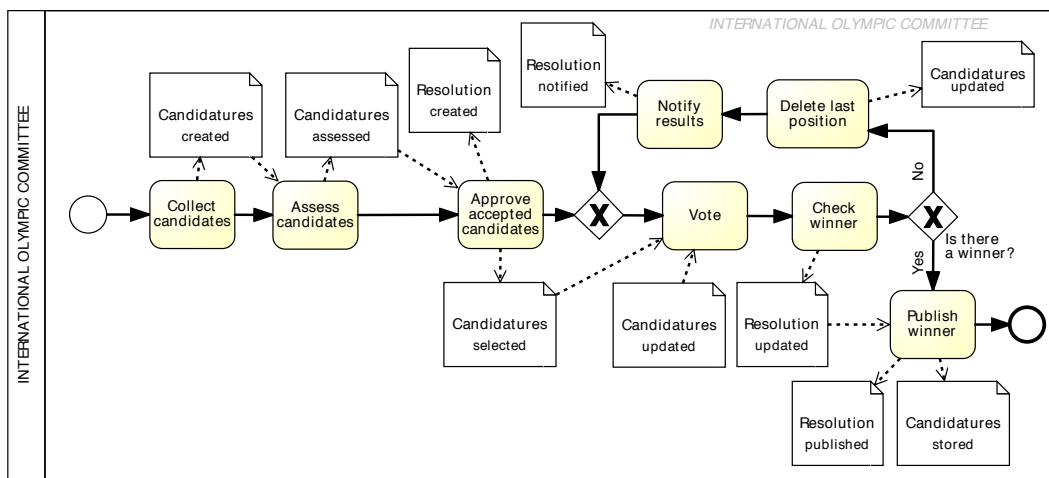 INTERNATIONAL OLYMPIC COMMITTEE
INTERNATIONAL OLYMPIC COMMITTEE
Resolution
notified
Notify
results
Delete last
position
Candidatures
updated
Candidatures
created
Candidatures
assessed
Resolution
created
No
Collect
candidates
Assess
candidates
Approve
accepted
candidates
X
Vote
Check
winner
X
Is there
a winner?
Yes
Candidatures
selected
Candidatures
updated
Resolution
updated
Publish
winner
Resolution
published
Candidatures
stored